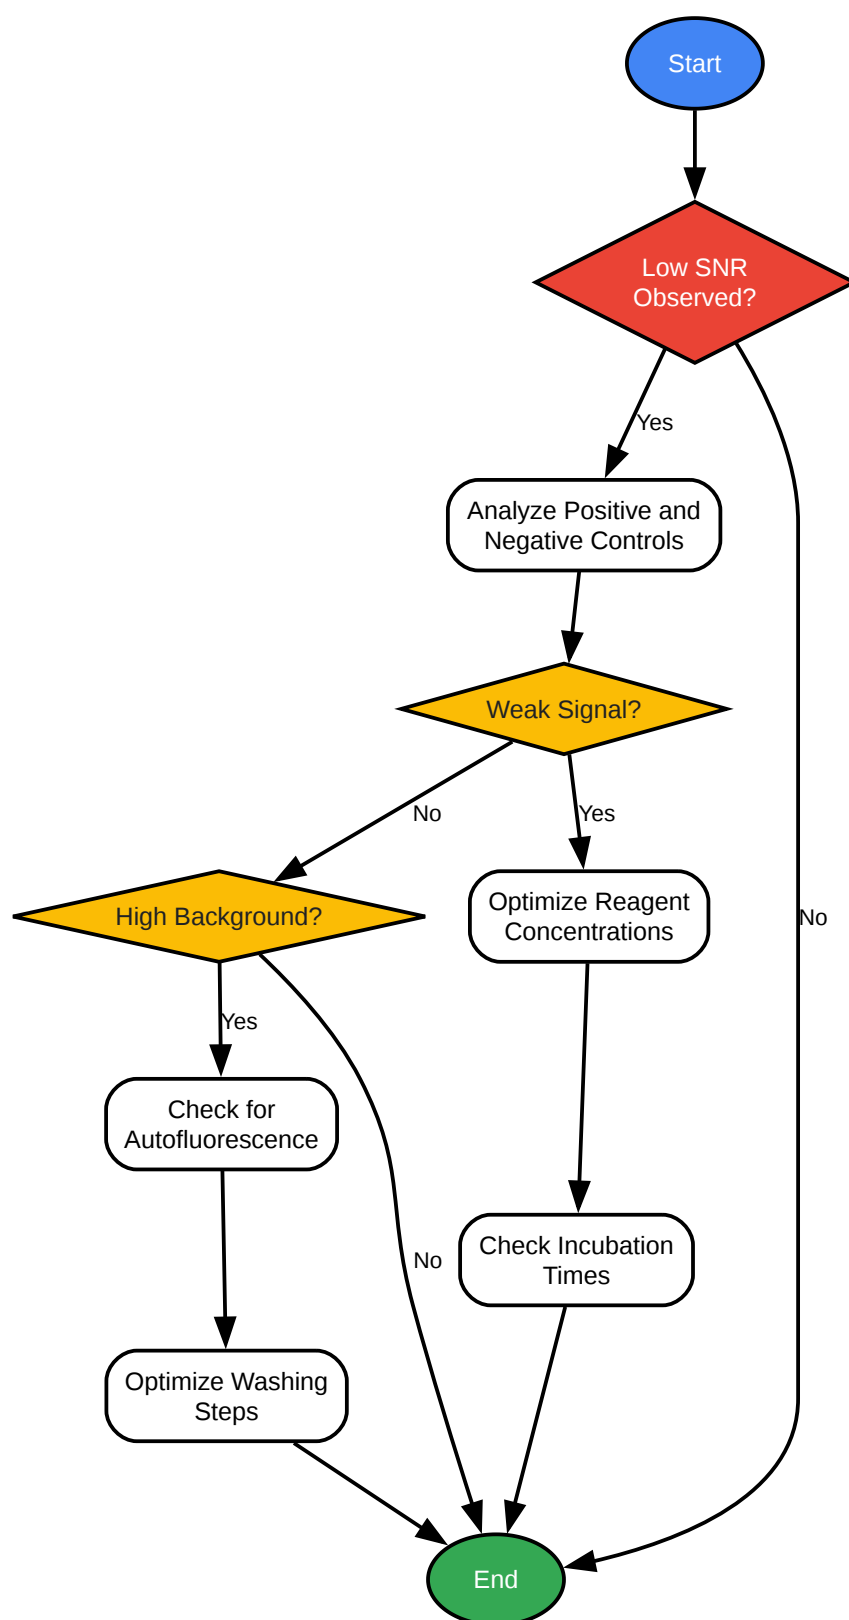 Start
Low SNR
Observed?
Yes
Analyze Positive and
Negative Controls
Weak Signal?
No
Yes
High Background?
Optimize Reagent
Concentrations
No
Yes
Check for
Autofluorescence
No
Check Incubation
Times
Optimize Washing
Steps
End